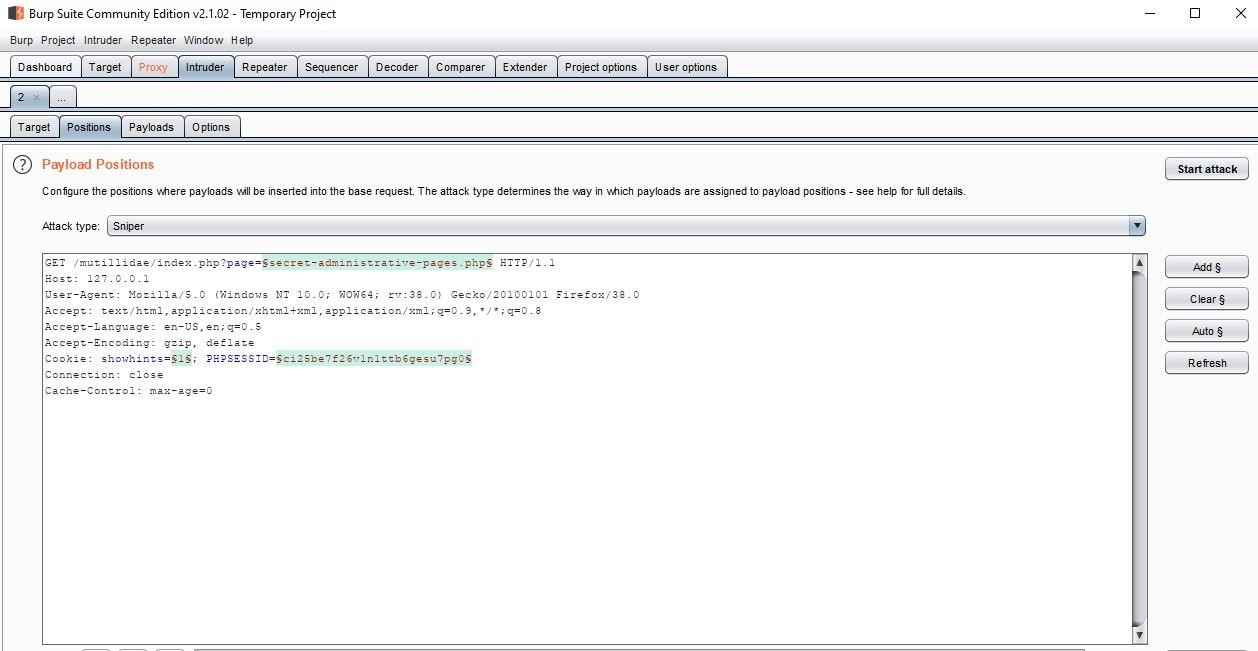 Burp Suite Community Edition v2.1.02 - Temporary Project
Burp Project Intruder Repeater Window Help
Dashboard Target Proxy Intruder Repeater Sequencer Decoder Comparer Extender Project options User options
2 × ...
Target Positions Payloads Options
? Payload Positions
Start attack
Configure the positions where payloads will be inserted into the base request. The attack type determines the way in which payloads are assigned to payload positions - see help for full details.
Attack type: Sniper
GET /mutillidae/index.php?page=§secret-administrative-pages.php§ HTTP/1.1
Host: 127.0.0.1
User-Agent: Mozilla/5.0 (Windows NT 10.0; WOW64; rv:38.0) Gecko/20100101 Firefox/38.0
Accept: text/html,application/xhtml+xml,application/xml;q=0.9,*/*;q=0.8
Accept-Language: en-US,en;q=0.5
Accept-Encoding: gzip, deflate
Cookie: showhints=§1§; PHPSESSID=§ci25be7f26v1n1ttb6gesu7pg0§
Connection: close
Cache-Control: max-age=0
Add §
Clear §
Auto §
Refresh